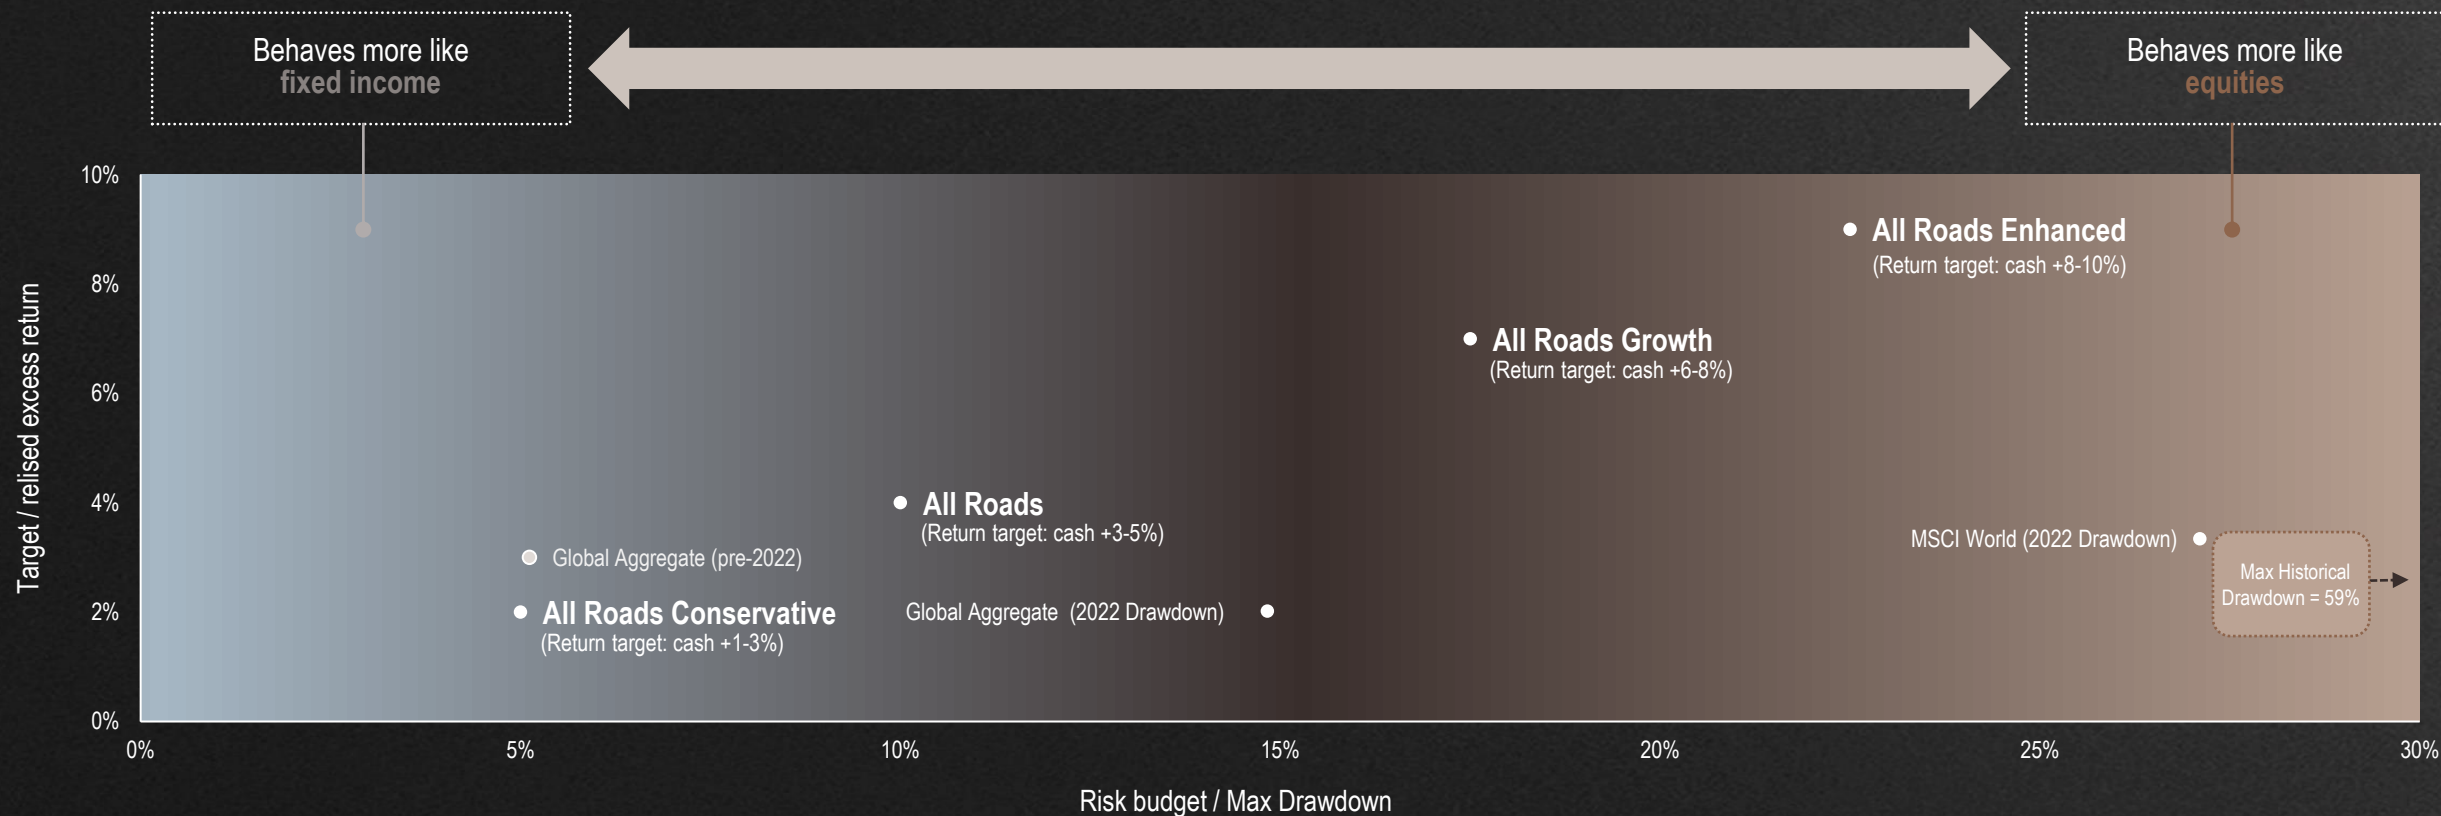 Behaves more like
fixed income
Behaves more like
equities
Target / relised excess return
10%
8%
6%
4%
2%
0%
All Roads Enhanced
(Return target: cash +8-10%)
All Roads Growth
(Return target: cash +6-8%)
All Roads
(Return target: cash +3-5%)
Global Aggregate (pre-2022)
All Roads Conservative
(Return target: cash +1-3%)
Global Aggregate (2022 Drawdown)
MSCI World (2022 Drawdown)
Max Historical
Drawdown = 59%
0%
5%
10%
15%
20%
25%
30%
Risk budget / Max Drawdown